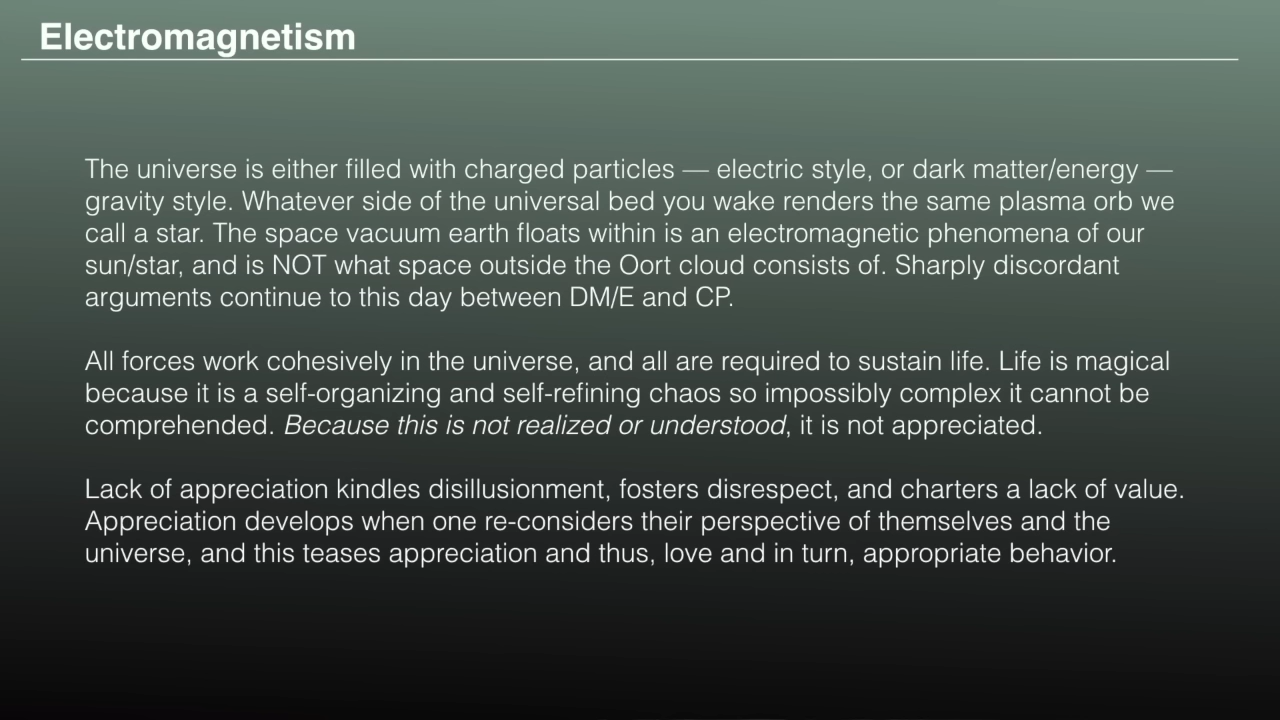 Electromagnetism
The universe is either filled with charged particles — electric style, or dark matter/energy —
gravity style. Whatever side of the universal bed you wake renders the same plasma orb we
call a star. The space vacuum earth floats within is an electromagnetic phenomena of our
sun/star, and is NOT what space outside the Oort cloud consists of. Sharply discordant
arguments continue to this day between DM/E and CP.
All forces work cohesively in the universe, and all are required to sustain life. Life is magical
because it is a self-organizing and self-refining chaos so impossibly complex it cannot be
comprehended. Because this is not realized or understood, it is not appreciated.
Lack of appreciation kindles disillusionment, fosters disrespect, and charters a lack of value.
Appreciation develops when one re-considers their perspective of themselves and the
universe, and this teases appreciation and thus, love and in turn, appropriate behavior.